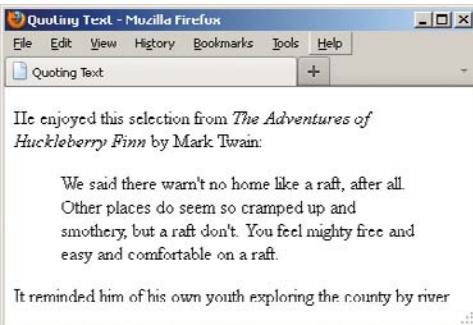 Quoting Text - Mozilla Firefox
File Edit View History Bookmarks Tools Help
Quoting Text +
He enjoyed this selection from The Adventures of
Huckleberry Finn by Mark Twain:
We said there warn't no home like a raft, after all.
Other places do seem so cramped up and
smothery, but a raft don't. You feel mighty free and
easy and comfortable on a raft.
It reminded him of his own youth exploring the county by river